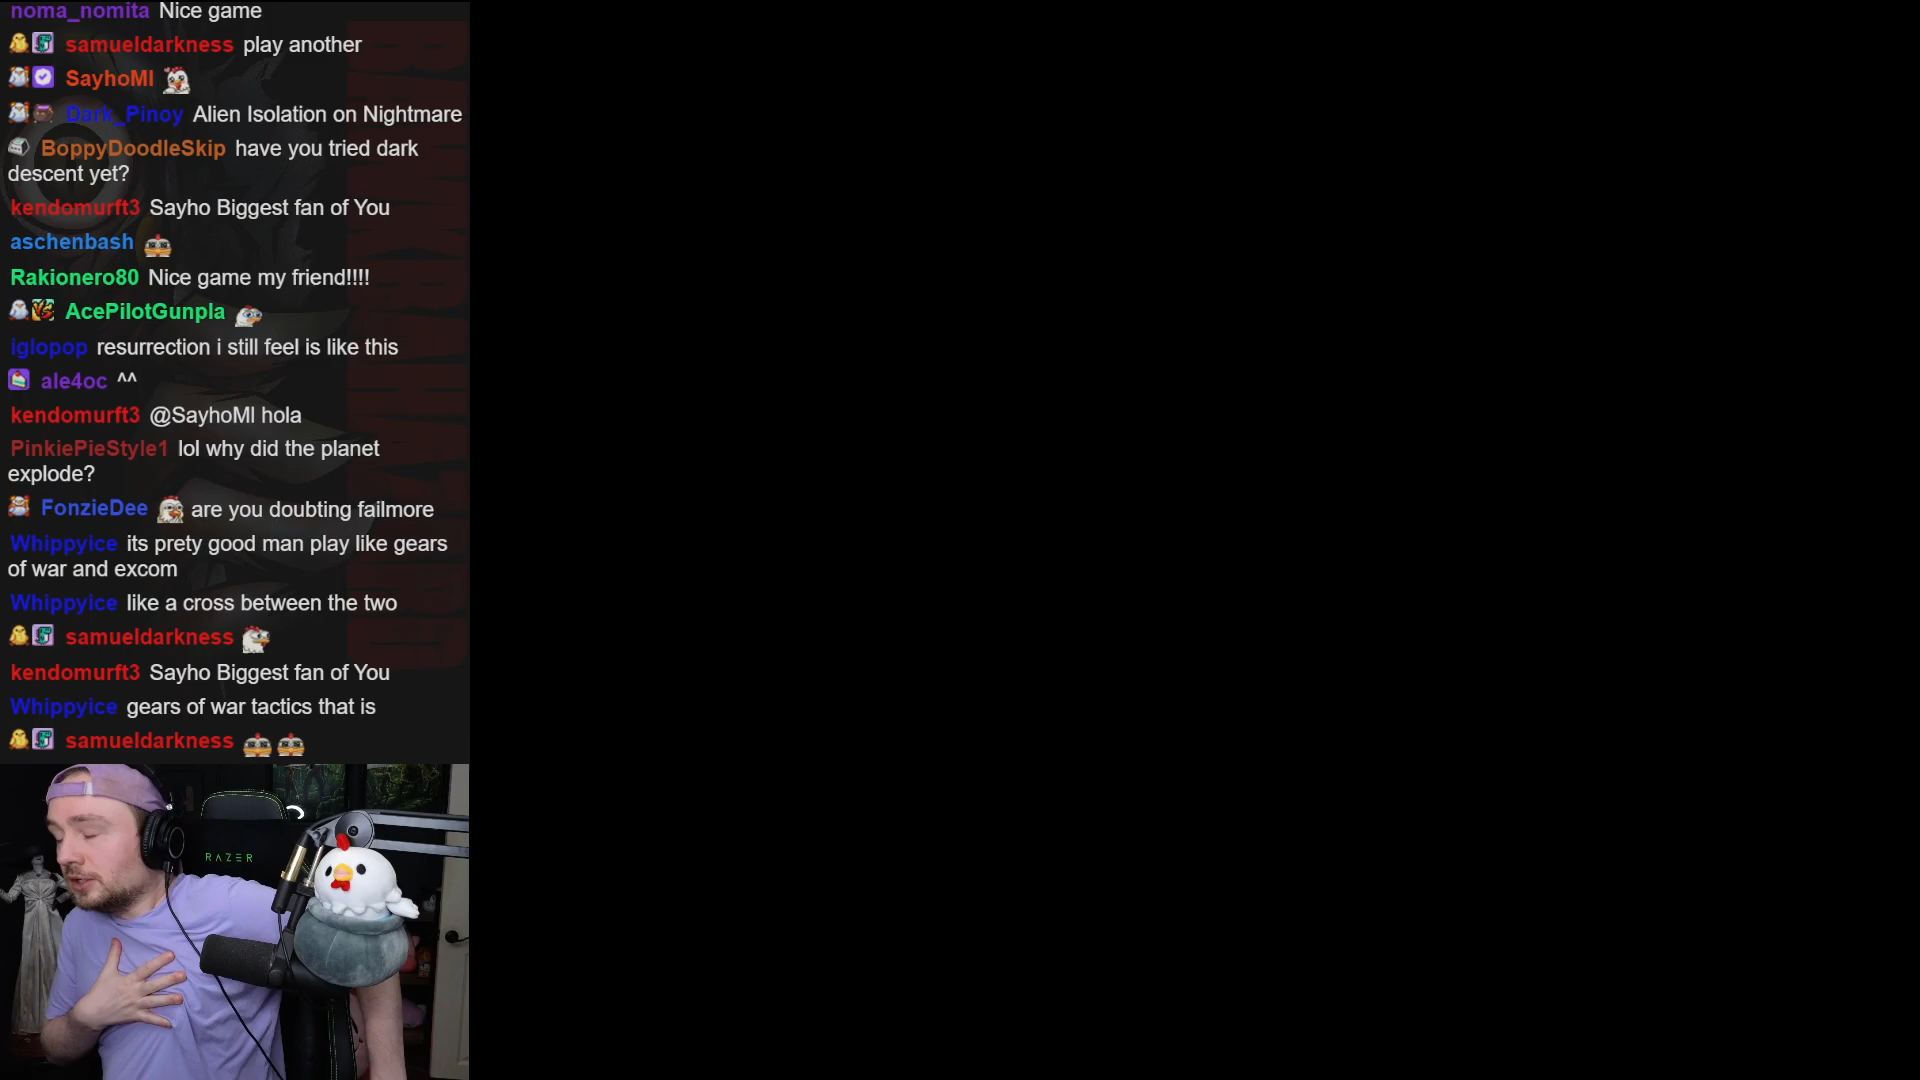 noma_nomita Nice game
samueldarkness play another
SayhoMI
Dark_Pinoy Alien Isolation on Nightmare
BoppyDoodleSkip have you tried dark
descent yet?
kendomurft3 Sayho Biggest fan of You
aschenbash
Rakionero80 Nice game my friend!!!!
AcePilotGunpla
iglopop resurrection i still feel is like this
ale4oc ^^
kendomurft3 @SayhoMI hola
PinkiePieStyle1 lol why did the planet
explode?
FonzieDee are you doubting failmore
Whippyice its prety good man play like gears
of war and excom
Whippyice like a cross between the two
samueldarkness
kendomurft3 Sayho Biggest fan of You
Whippyice gears of war tactics that is
samueldarkness
RAZER